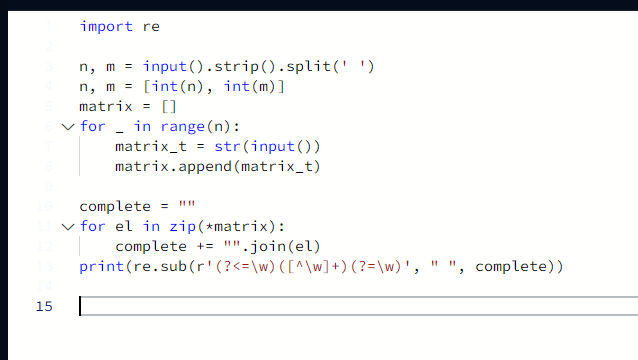 1 import re
2
3 n, m = input().strip().split(' ')
4 n, m = [int(n), int(m)]
5 matrix = []
6 for _ in range(n):
7     matrix_t = str(input())
8     matrix.append(matrix_t)
9
10 complete = ""
11 for el in zip(*matrix):
12     complete += "".join(el)
13 print(re.sub(r'(?<=\w)([^\w]+)(?=\w)', " ", complete))
14
15